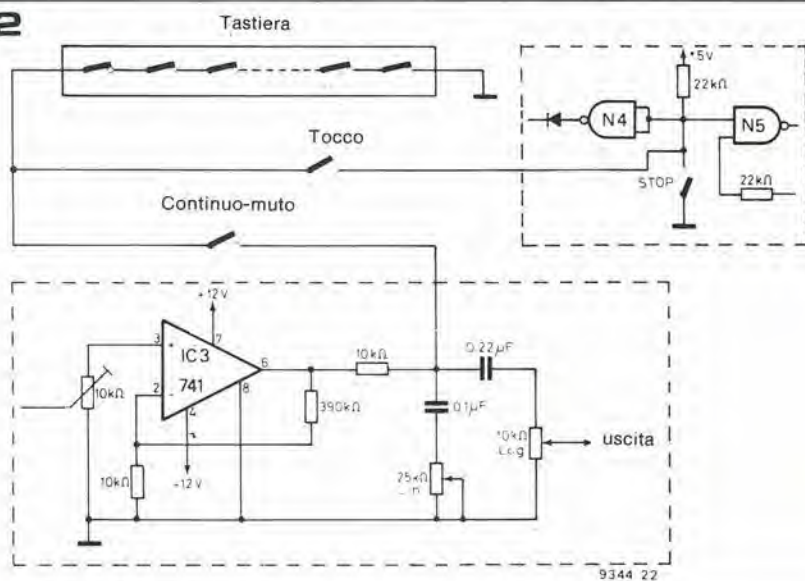 2
Tastiera
Tocco
Continuo-muto
+5V
22kΩ
N4
N5
STOP
22kΩ
+12V
3
7
IC3
741
6
8
2
4
10kΩ
390kΩ
10kΩ
-12V
10kΩ
0.22µF
0.1µF
25kΩ
Lin
10kΩ
Log
uscita
9344 22